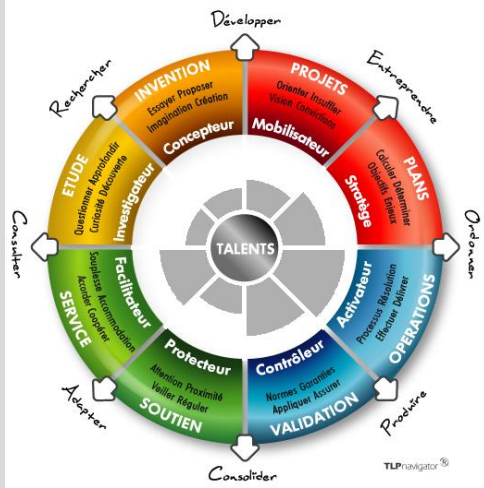 Développer
Entreprendre
Ordonner
Produire
Consolider
Adapter
Consulter
Rechercher
INVENTION
Essayer Proposer
Imagination Création
Concepteur
PROJETS
Orienter Insuffler
Vision Convictions
Mobilisateur
PLANS
Calculer Déterminer
Objectifs Enjeux
Stratège
OPERATIONS
Effectuer Délivrer
Processus Résolution
Activateur
Contrôleur
Normes Garanties
Appliquer Assurer
VALIDATION
Protecteur
Attention Proximité
Veiller Réguler
SOUTIEN
Facilitateur
Souplesse Accommodation
Accorder Coopérer
SERVICE
ETUDE
Questionner Approfondir
Curiosité Découverte
Investigateur
TALENTS
TLPnavigator ®